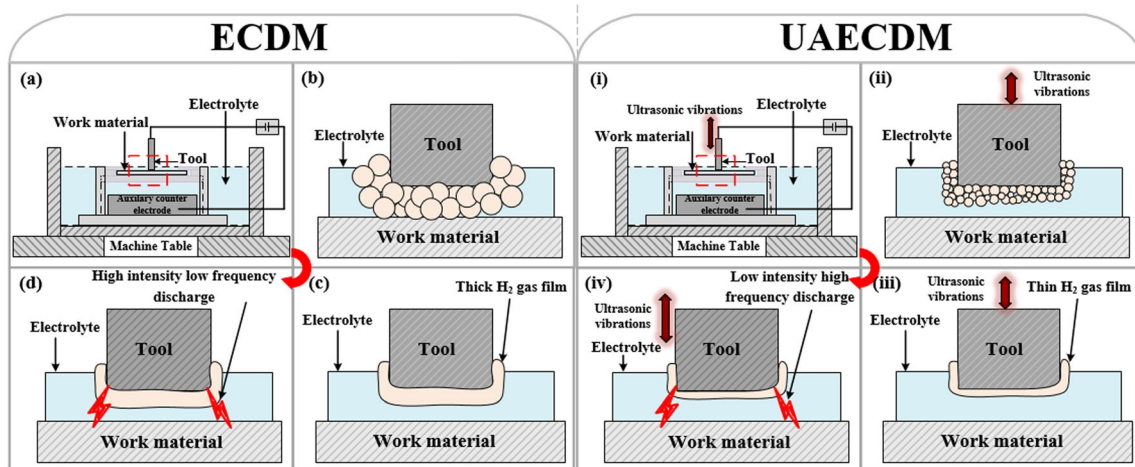 ECDM
UAECDM
(a)
Electrolyte
Work material
Tool
Auxilary counter
electrode
Machine Table
(b)
Electrolyte
Tool
Work material
(i)
Electrolyte
Ultrasonic vibrations
Work material
Tool
Auxilary counter
electrode
Machine Table
(ii)
Ultrasonic
vibrations
Electrolyte
Tool
Work material
(d)
High intensity low frequency
discharge
Electrolyte
Tool
Work material
(c)
Thick H₂ gas film
Electrolyte
Tool
Work material
(iv)
Low intensity high
frequency discharge
Ultrasonic
vibrations
Electrolyte
Tool
Work material
(iii)
Ultrasonic
vibrations
Thin H₂ gas film
Electrolyte
Tool
Work material